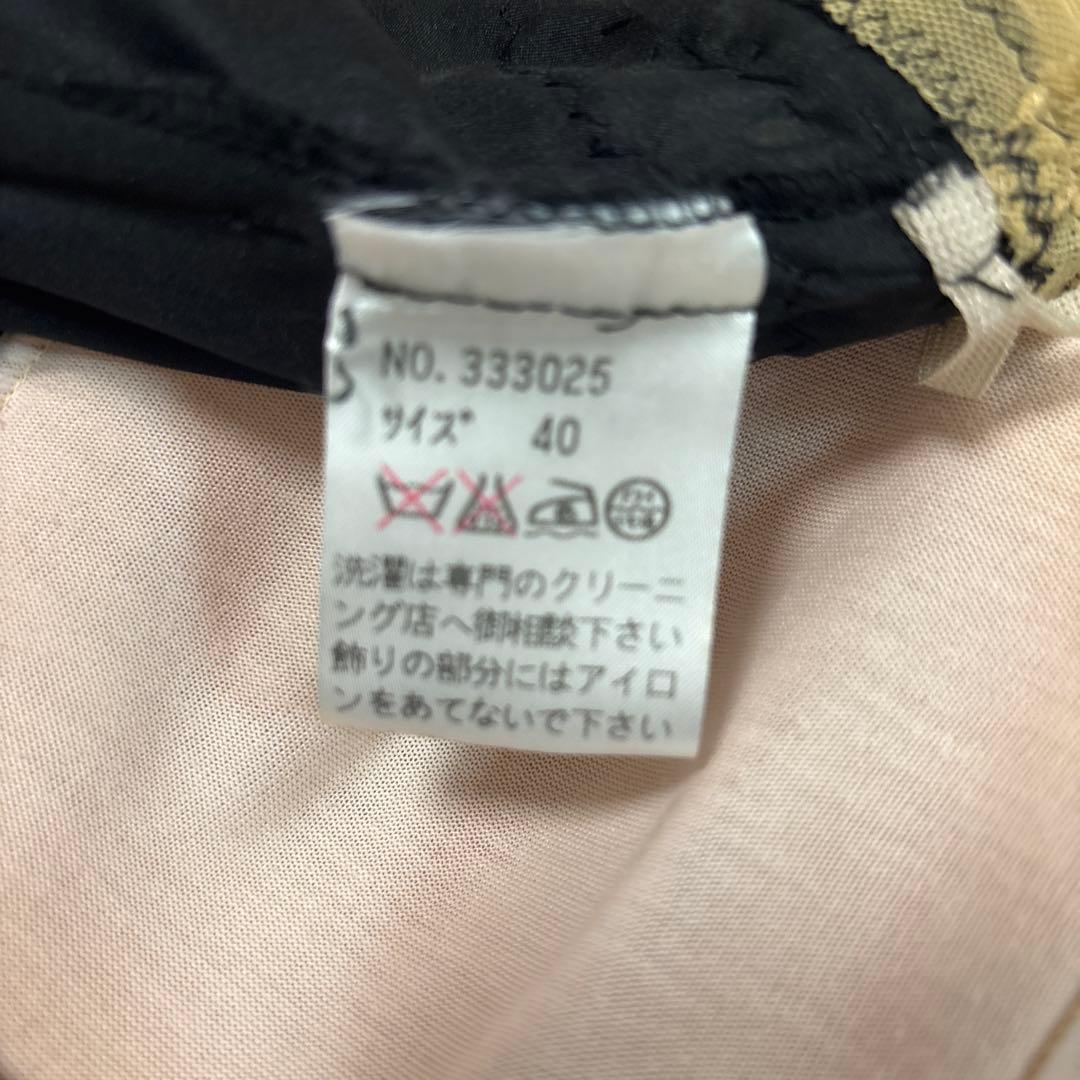 NO. 333025
サイズ 40
洗濯は専門のクリーニ
ング店へ御相談下さい
飾りの部分にはアイロ
ンをあてないで下さい